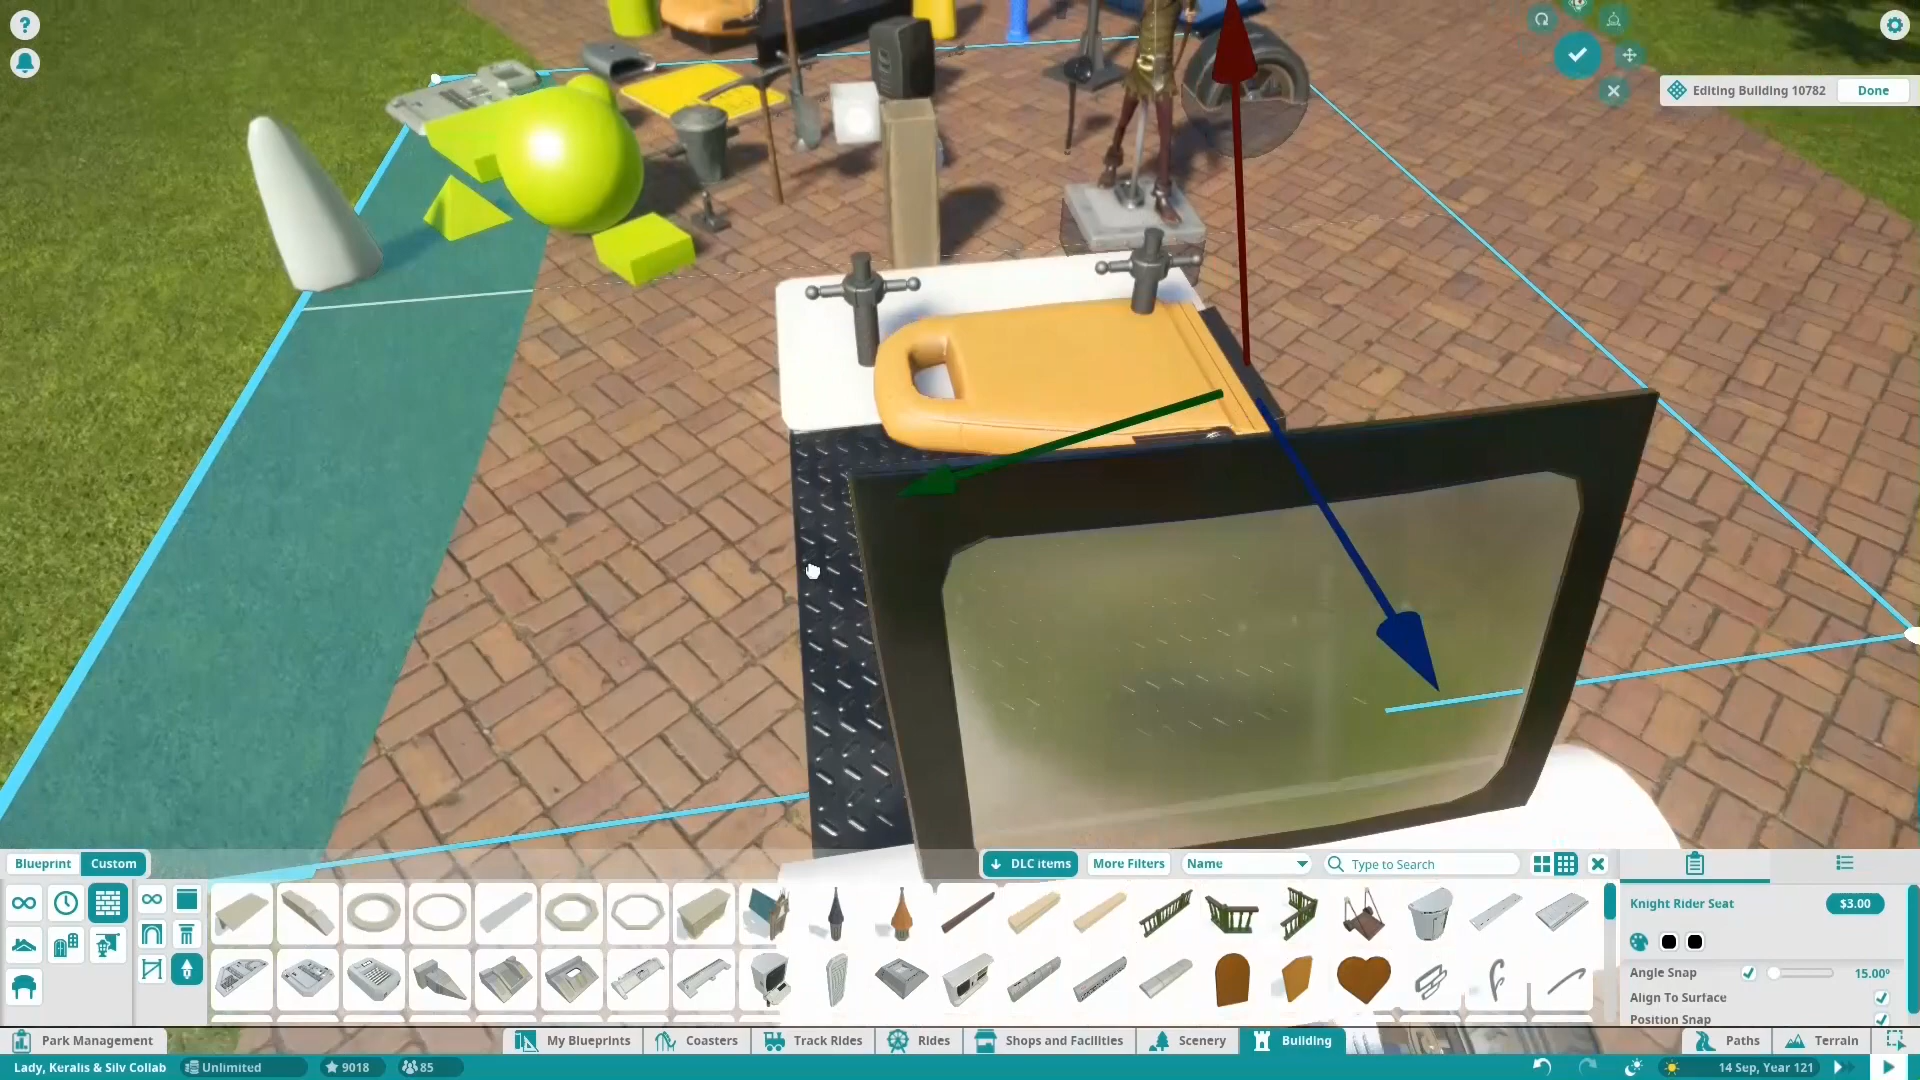 ?
Editing Building 10782
Done
Blueprint
Custom
DLC items
More Filters
Name
Type to Search
Knight Rider Seat
$3.00
Angle Snap
15.00°
Align To Surface
Position Snap
Park Management
My Blueprints
Coasters
Track Rides
Rides
Shops and Facilities
Scenery
Building
Paths
Terrain
Lady, Keralis & Silv Collab
Unlimited
9018
85
14 Sep, Year 121